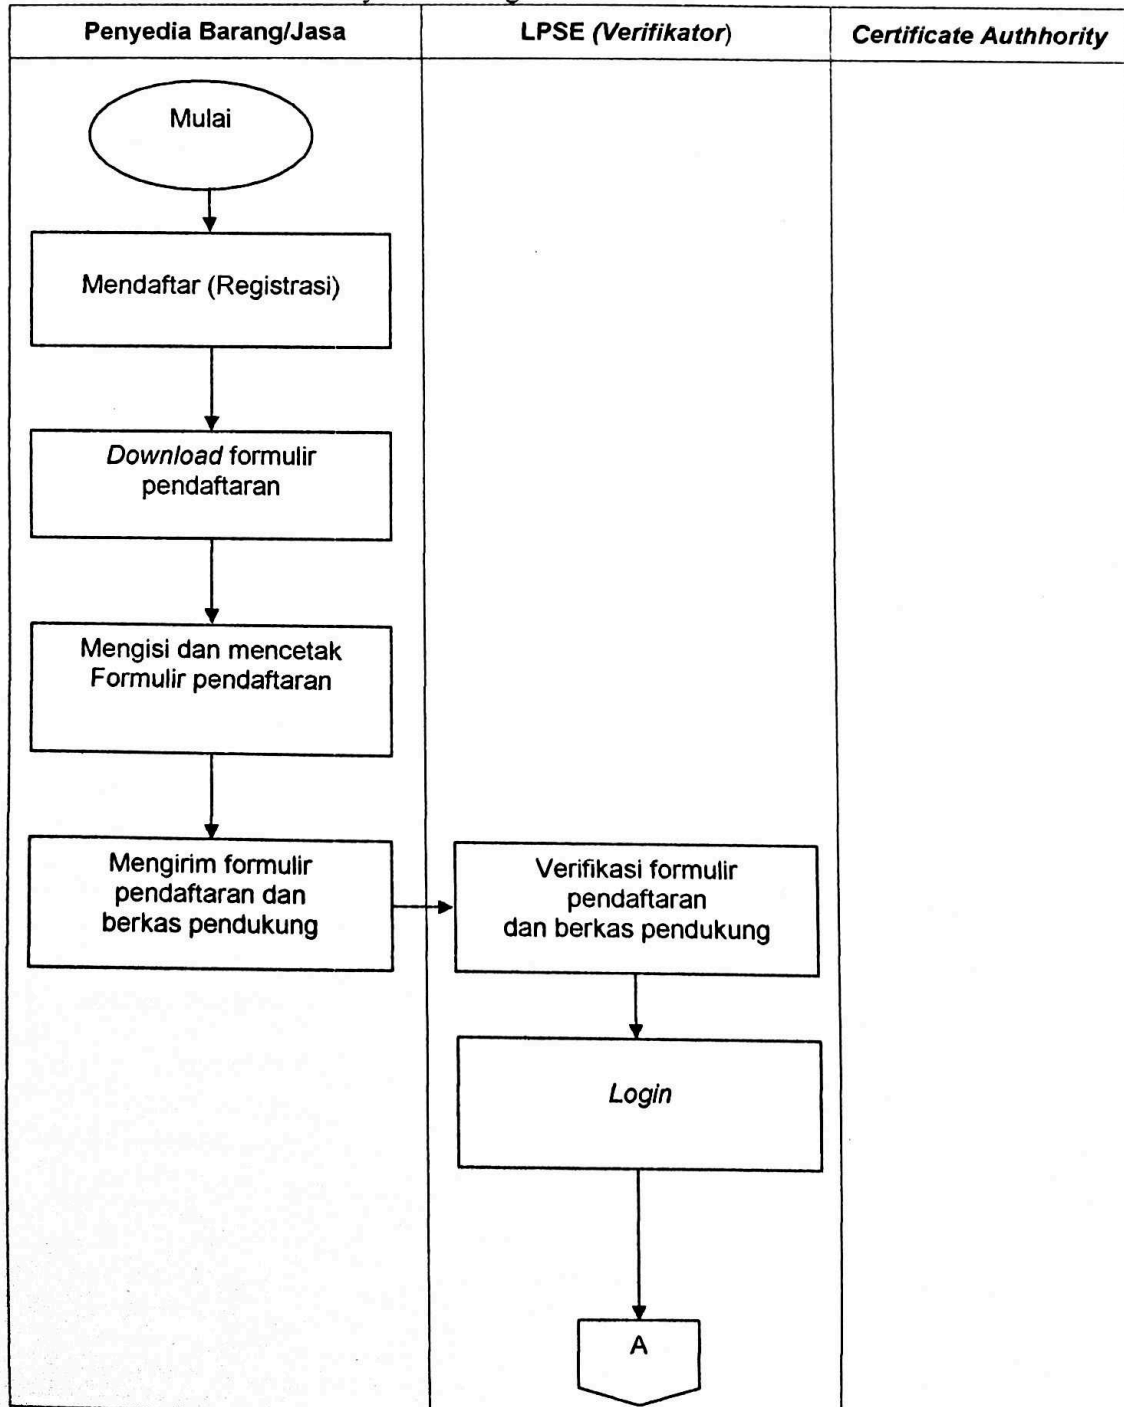 Penyedia Barang/Jasa
LPSE (Verifikator)
Certificate Authhority
Mulai
Mendaftar (Registrasi)
Download formulir
pendaftaran
Mengisi dan mencetak
Formulir pendaftaran
Mengirim formulir
pendaftaran dan
berkas pendukung
Verifikasi formulir
pendaftaran
dan berkas pendukung
Login
A